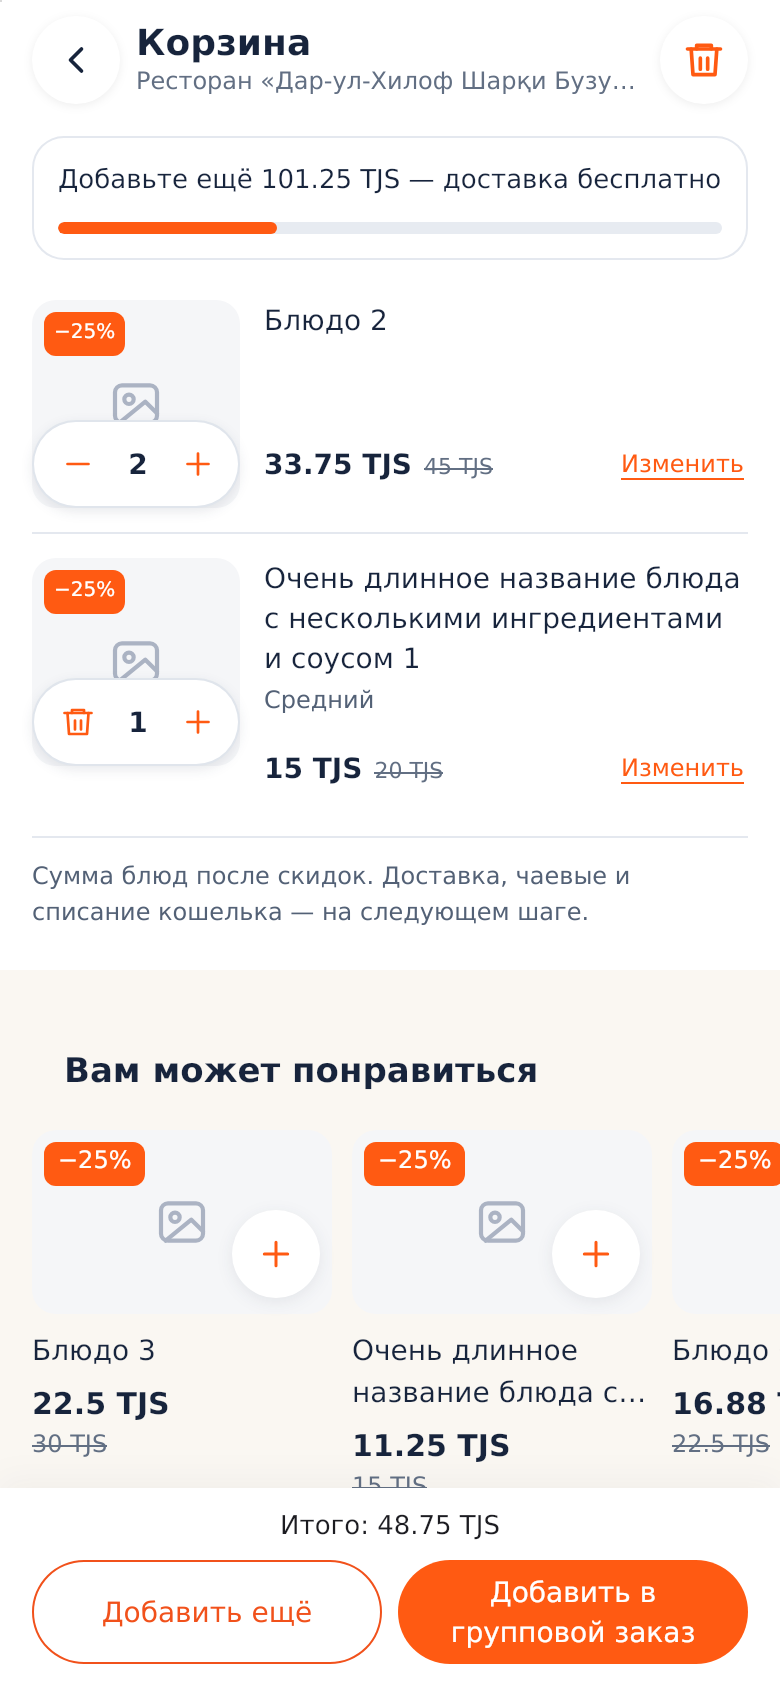 Корзина
Ресторан «Дар-ул-Хилоф Шарқи Бузу...
Добавьте ещё 101.25 TJS — доставка бесплатно
−25%
Блюдо 2
2
33.75 TJS 45 TJS
Изменить
−25%
Очень длинное название блюда
с несколькими ингредиентами
и соусом 1
Средний
1
15 TJS 20 TJS
Изменить
Сумма блюд после скидок. Доставка, чаевые и
списание кошелька — на следующем шаге.
Вам может понравиться
−25%
−25%
−25%
Блюдо 3
22.5 TJS
30 TJS
Очень длинное
название блюда с...
11.25 TJS
15 TJS
Блюдо
16.88
22.5 TJS
Итого: 48.75 TJS
Добавить ещё
Добавить в
групповой заказ